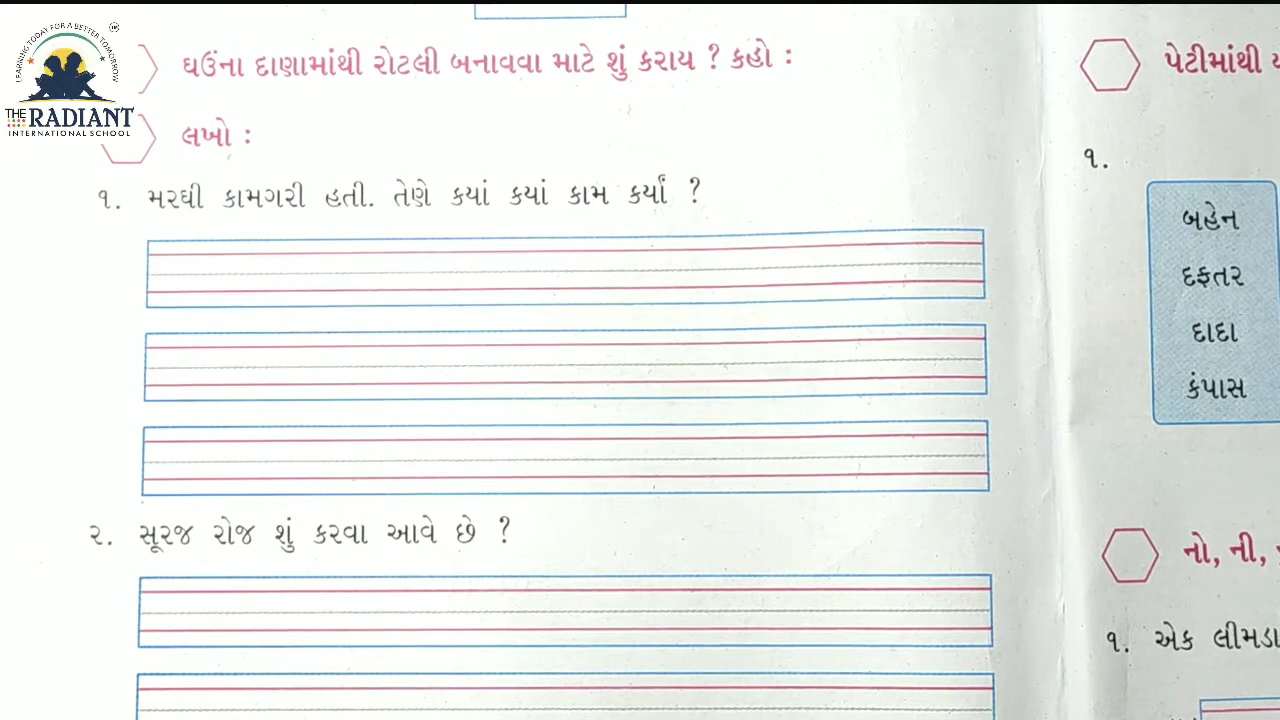 LEARNING TODAY FOR A BETTER TOMORROW
THE RADIANT
INTERNATIONAL SCHOOL
ઘઉંના દાણામાંથી રોટલી બનાવવા માટે શું કરાય ? કહો :
લખો :
૧. મરઘી કામગરી હતી. તેણે કયાં કયાં કામ કર્યાં ?
૨. સૂરજ રોજ શું કરવા આવે છે ?
પેટીમાંથી
૧.
બહેન
દફતર
દાદા
કંપાસ
નો, ની,
૧. એક લીમડા